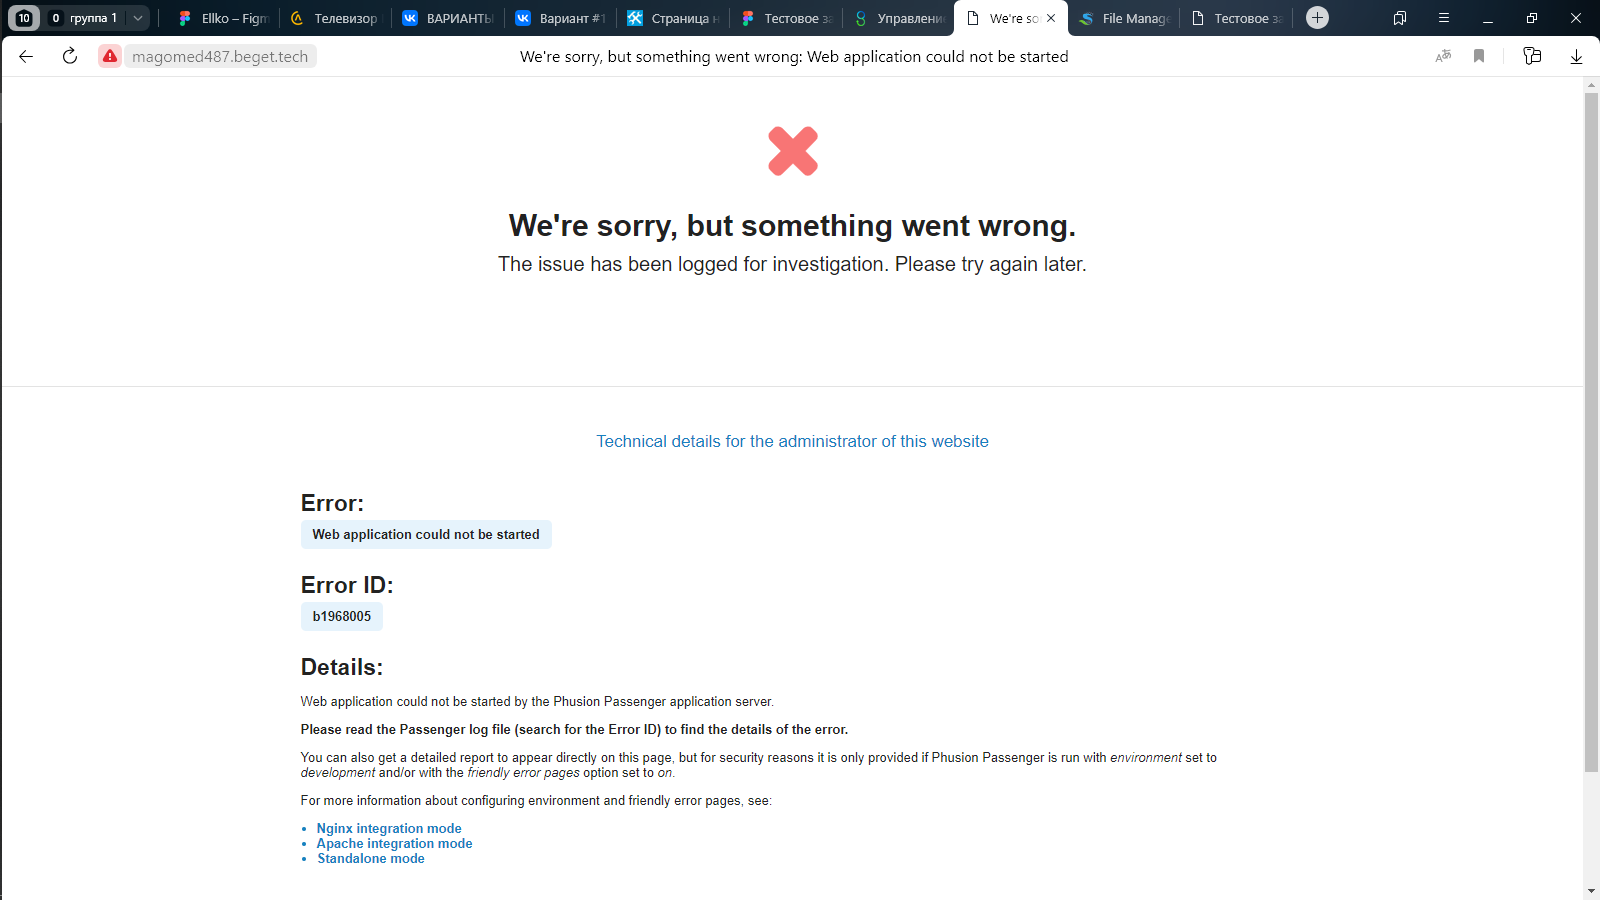 10 0 группа 1 Ellko – Figm Телевизор ВАРИАНТЫ Вариант #1 Страница н Тестовое за Управлени We're so File Manage Тестовое за
magomed487.beget.tech We're sorry, but something went wrong: Web application could not be started
We're sorry, but something went wrong.
The issue has been logged for investigation. Please try again later.
Technical details for the administrator of this website
Error:
Web application could not be started
Error ID:
b1968005
Details:
Web application could not be started by the Phusion Passenger application server.
Please read the Passenger log file (search for the Error ID) to find the details of the error.
You can also get a detailed report to appear directly on this page, but for security reasons it is only provided if Phusion Passenger is run with environment set to
development and/or with the friendly error pages option set to on.
For more information about configuring environment and friendly error pages, see:
• Nginx integration mode
• Apache integration mode
• Standalone mode